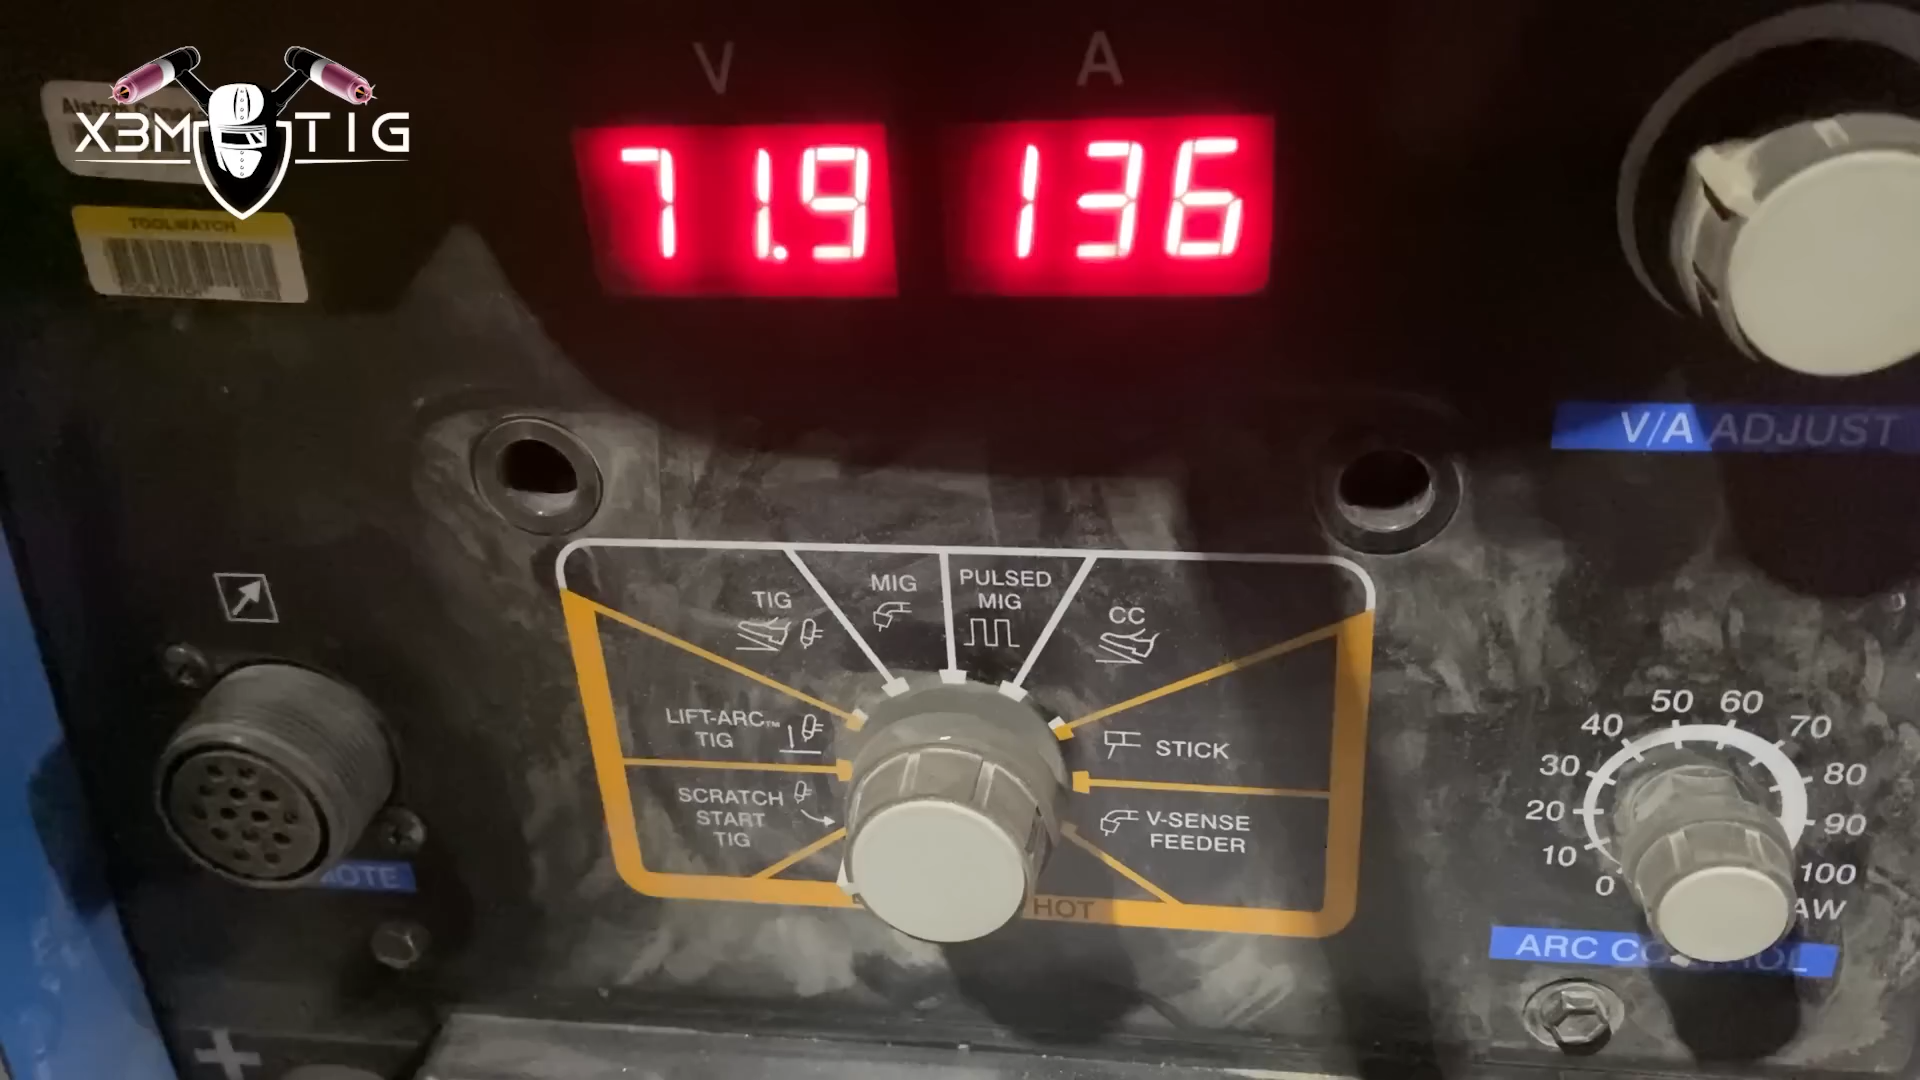 X3M TIG
TOOLWATCH
V A
71.9 136
V/A ADJUST
TIG
MIG
PULSED
MIG
CC
LIFT-ARC™
TIG
STICK
SCRATCH
START
TIG
V-SENSE
FEEDER
HOT
0 10 20 30 40 50 60 70 80 90 100